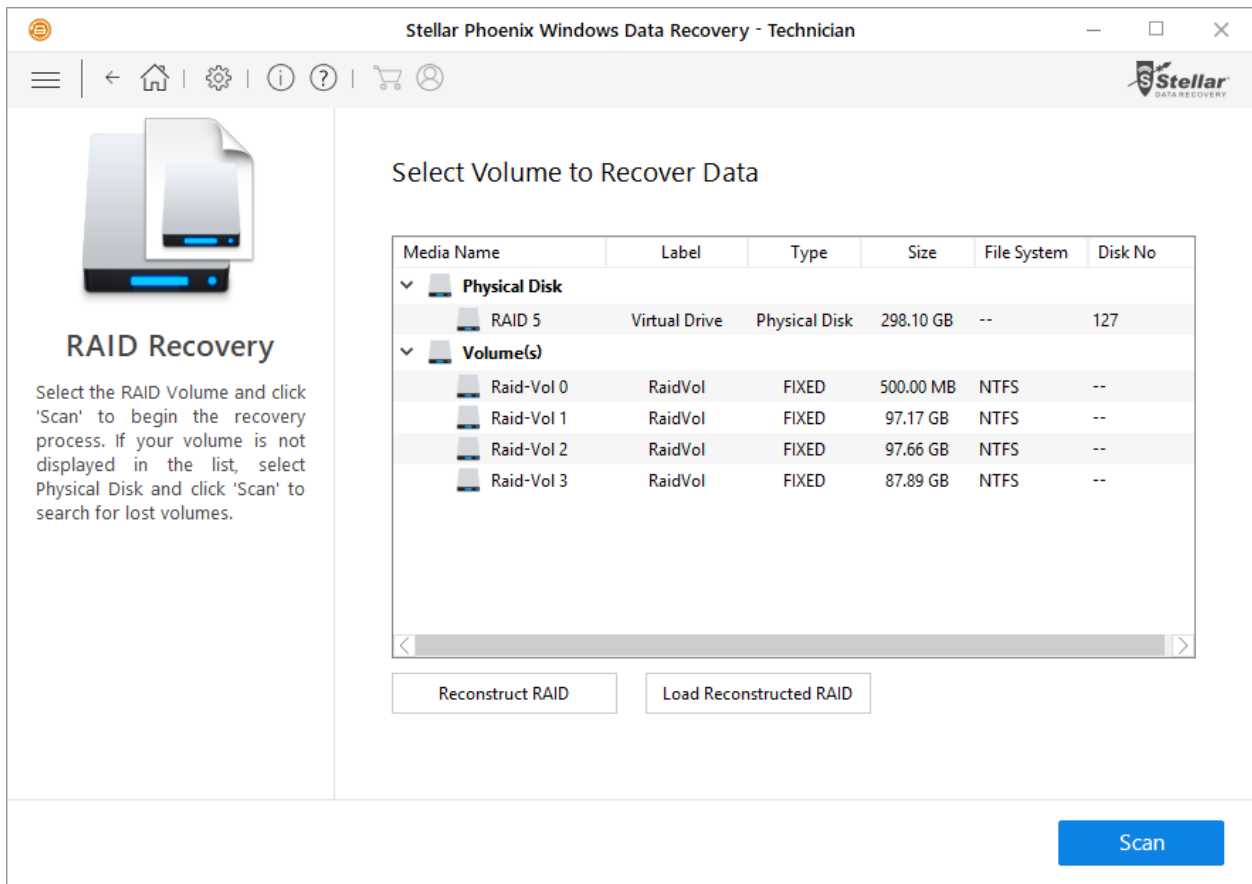 Stellar Phoenix Windows Data Recovery - Technician
Stellar
DATA RECOVERY
RAID Recovery
Select the RAID Volume and click
'Scan' to begin the recovery
process. If your volume is not
displayed in the list, select
Physical Disk and click 'Scan' to
search for lost volumes.
Select Volume to Recover Data
Media Name Label Type Size File System Disk No
Physical Disk
RAID 5 Virtual Drive Physical Disk 298.10 GB -- 127
Volume(s)
Raid-Vol 0 RaidVol FIXED 500.00 MB NTFS --
Raid-Vol 1 RaidVol FIXED 97.17 GB NTFS --
Raid-Vol 2 RaidVol FIXED 97.66 GB NTFS --
Raid-Vol 3 RaidVol FIXED 87.89 GB NTFS --
Reconstruct RAID Load Reconstructed RAID
Scan